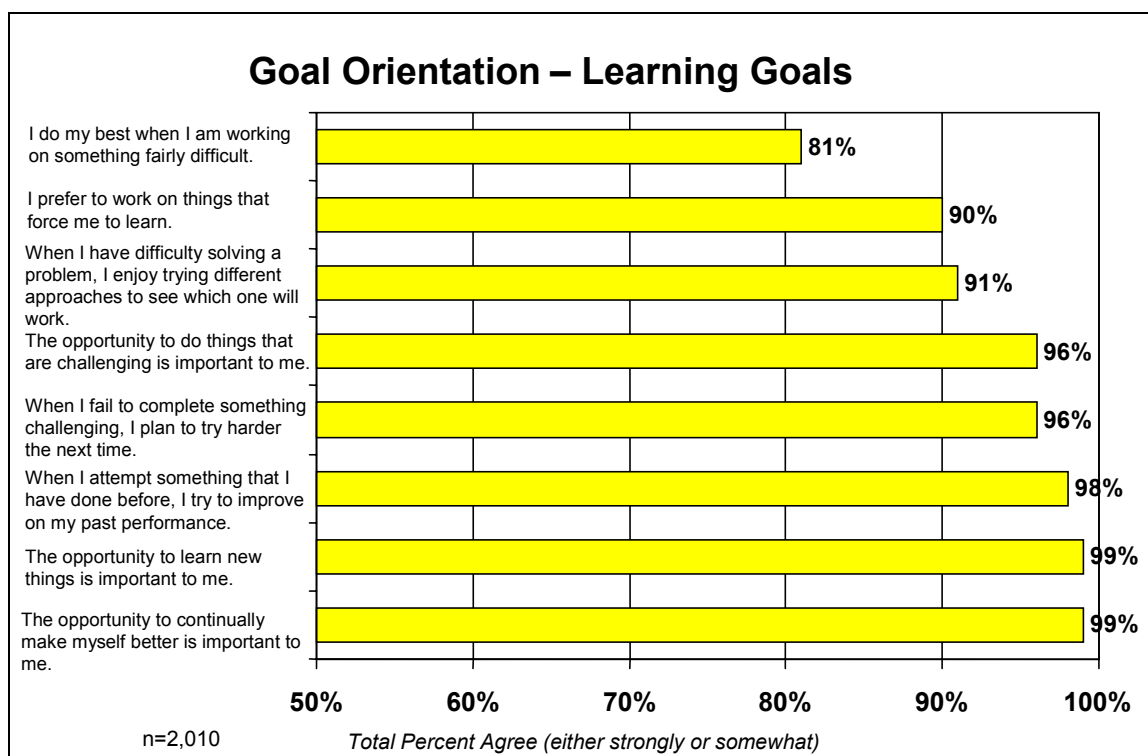 Goal Orientation – Learning Goals
I do my best when I am working
on something fairly difficult.
81%
I prefer to work on things that
force me to learn.
90%
When I have difficulty solving a
problem, I enjoy trying different
approaches to see which one will
work.
91%
The opportunity to do things that
are challenging is important to me.
96%
When I fail to complete something
challenging, I plan to try harder
the next time.
96%
When I attempt something that I
have done before, I try to improve
on my past performance.
98%
The opportunity to learn new
things is important to me.
99%
The opportunity to continually
make myself better is important to
me.
99%
50% 60% 70% 80% 90% 100%
n=2,010 Total Percent Agree (either strongly or somewhat)